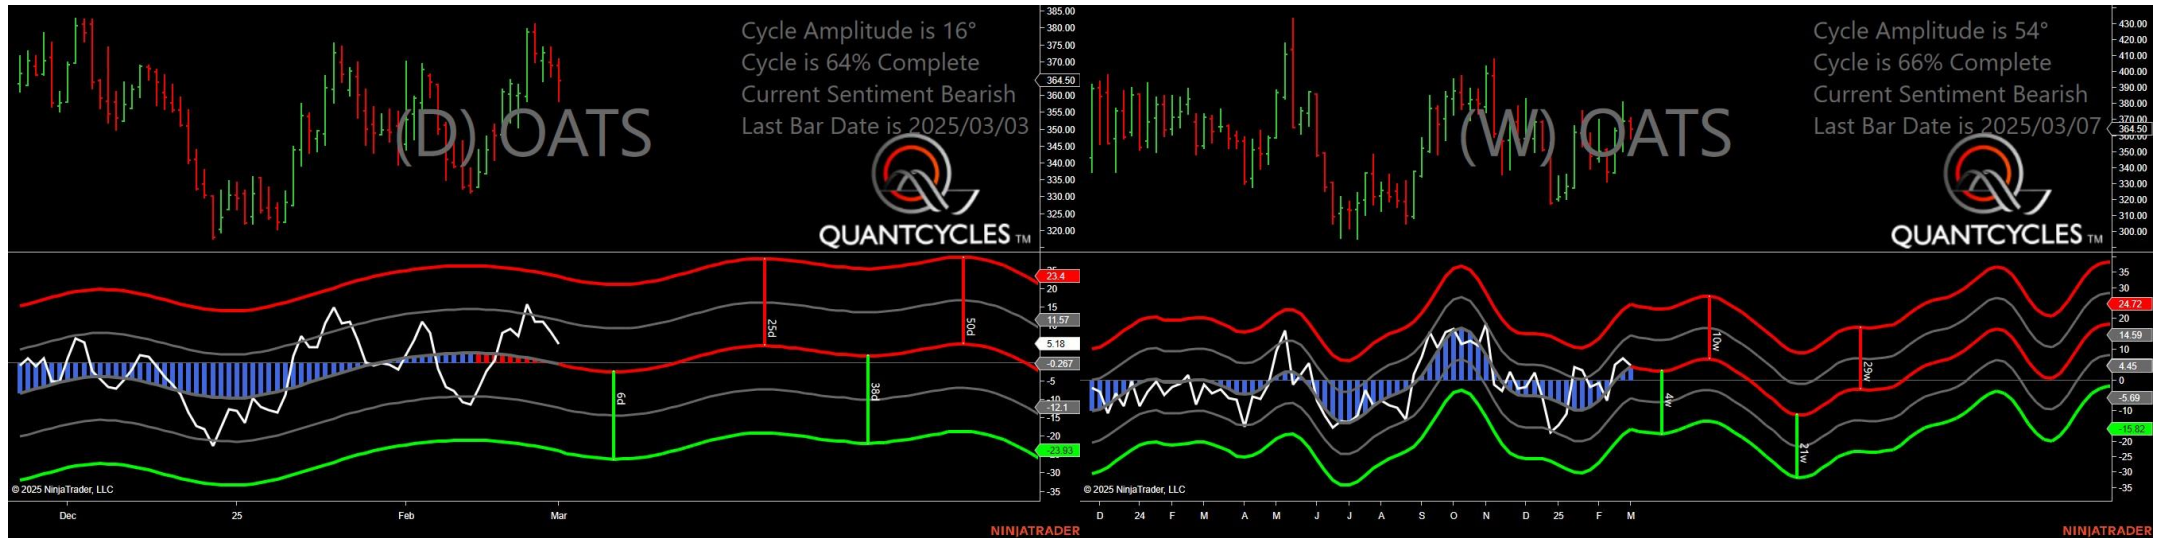 Cycle Amplitude is 16°
Cycle is 64% Complete
Current Sentiment Bearish
Last Bar Date is 2025/03/03
(D) OATS
QUANTCYCLES TM
385.00
380.00
375.00
370.00
364.50
360.00
355.00
350.00
345.00
340.00
335.00
330.00
325.00
320.00
23.4
20
15
11.57
5.18
-0.267
-5
-12.1
-15
-20
-23.93
-30
-35
25d
50d
6d
38d
© 2025 NinjaTrader, LLC
Dec
25
Feb
Mar
NINJATRADER
Cycle Amplitude is 54°
Cycle is 66% Complete
Current Sentiment Bearish
Last Bar Date is 2025/03/07
(W) OATS
QUANTCYCLES TM
430.00
420.00
410.00
400.00
390.00
380.00
370.00
364.50
350.00
340.00
330.00
320.00
310.00
300.00
35
30
24.72
20
14.59
10
4.45
0
-5.69
-10
-15.82
-20
-25
-30
-35
10w
29w
4w
21w
© 2025 NinjaTrader, LLC
D
24
F
M
A
M
J
J
A
S
O
N
D
25
F
M
NINJATRADER